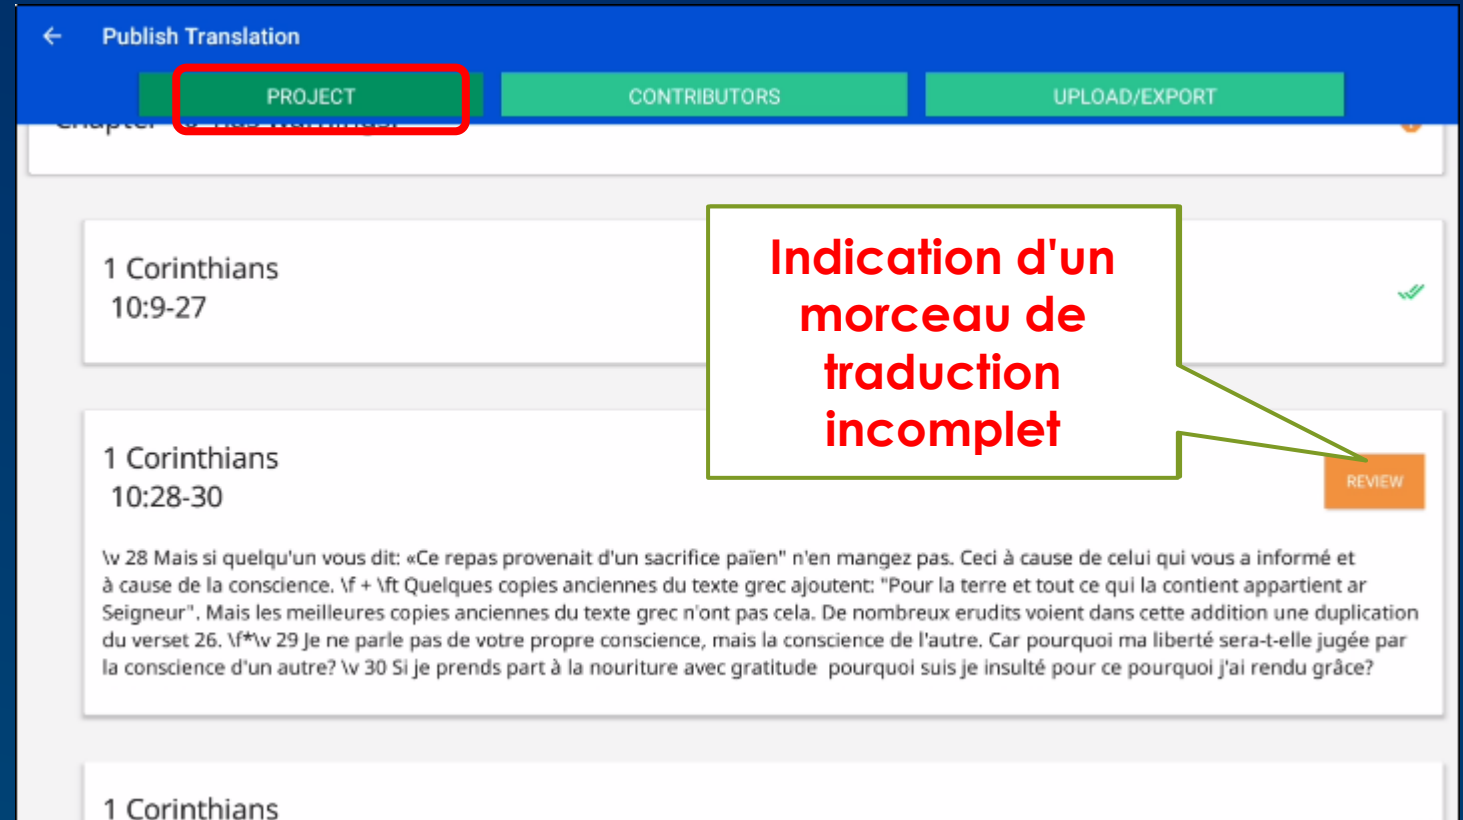 Publish Translation
PROJECT
CONTRIBUTORS
UPLOAD/EXPORT
1 Corinthians
10:9-27
Indication d'un
morceau de
traduction
incomplet
1 Corinthians
10:28-30
REVIEW
\v 28 Mais si quelqu'un vous dit: «Ce repas provenait d'un sacrifice païen" n'en mangez pas. Ceci à cause de celui qui vous a informé et
à cause de la conscience. \f + \ft Quelques copies anciennes du texte grec ajoutent: "Pour la terre et tout ce qui la contient appartient ar
Seigneur". Mais les meilleures copies anciennes du texte grec n'ont pas cela. De nombreux erudits voient dans cette addition une duplication
du verset 26. \f*\v 29 Je ne parle pas de votre propre conscience, mais la conscience de l'autre. Car pourquoi ma liberté sera-t-elle jugée par
la conscience d'un autre? \v 30 Si je prends part à la nouriture avec gratitude  pourquoi suis je insulté pour ce pourquoi j'ai rendu grâce?
1 Corinthians